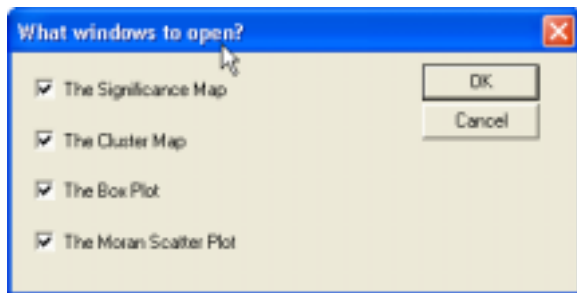 What windows to open?
The Significance Map
OK
The Cluster Map
Cancel
The Box Plot
The Moran Scatter Plot